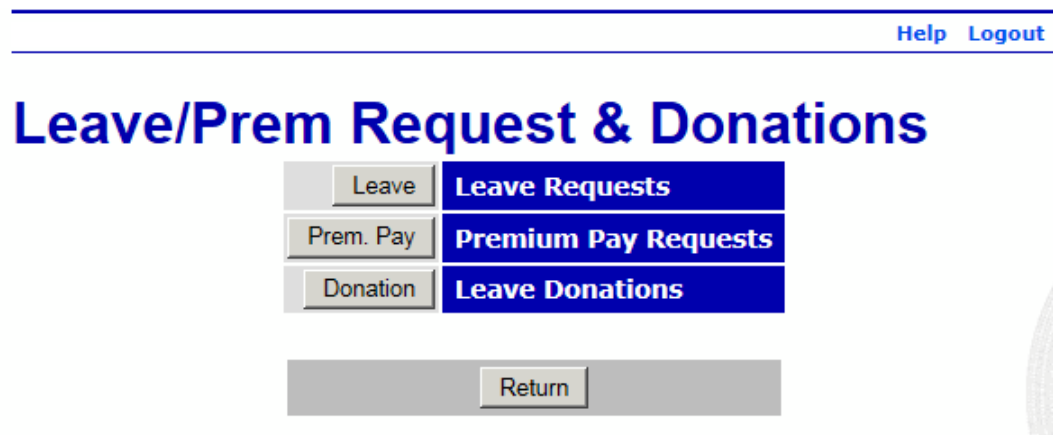 Help Logout
Leave/Prem Request & Donations
Leave Leave Requests
Prem. Pay Premium Pay Requests
Donation Leave Donations
Return